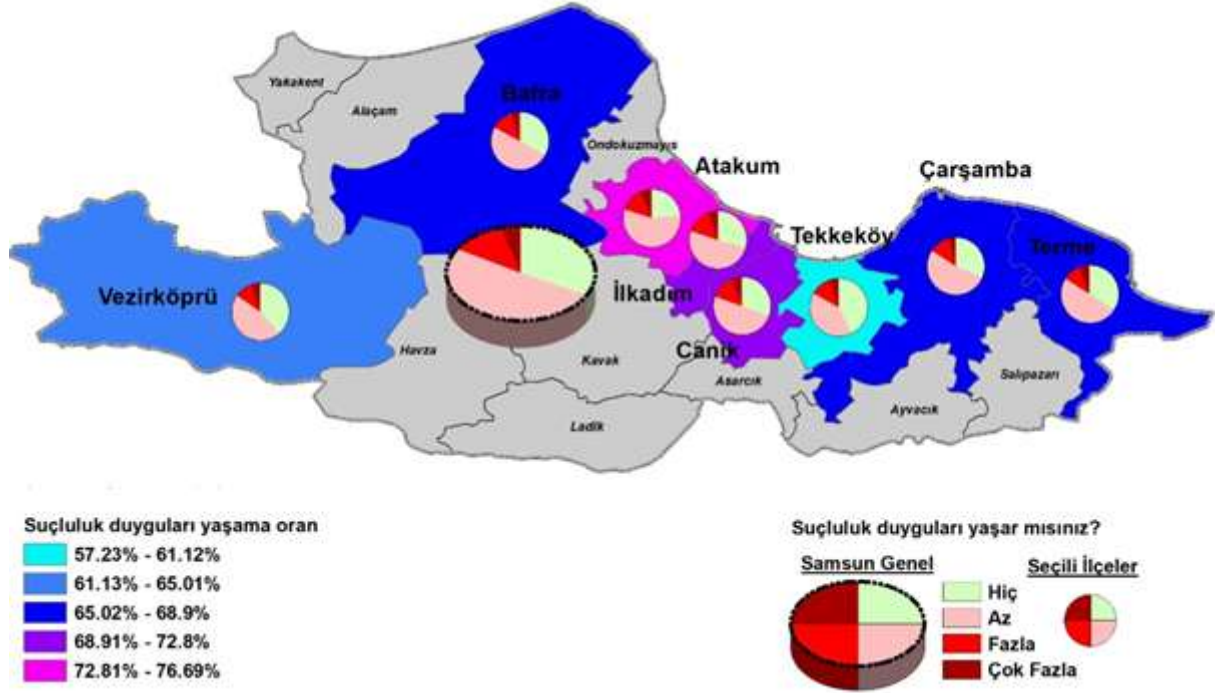 Yakakent
Alaçam
Bafra
Ondokuzmayıs
Atakum
Çarşamba
Tekkeköy
Terme
Vezirköprü
İlkadım
Canik
Havza
Kavak
Asarcık
Salıpazarı
Ayvacık
Ladik
Suçluluk duyguları yaşama oran
57.23% - 61.12%
61.13% - 65.01%
65.02% - 68.9%
68.91% - 72.8%
72.81% - 76.69%
Suçluluk duyguları yaşar mısınız?
Samsun Genel
Seçili İlçeler
Hiç
Az
Fazla
Çok Fazla